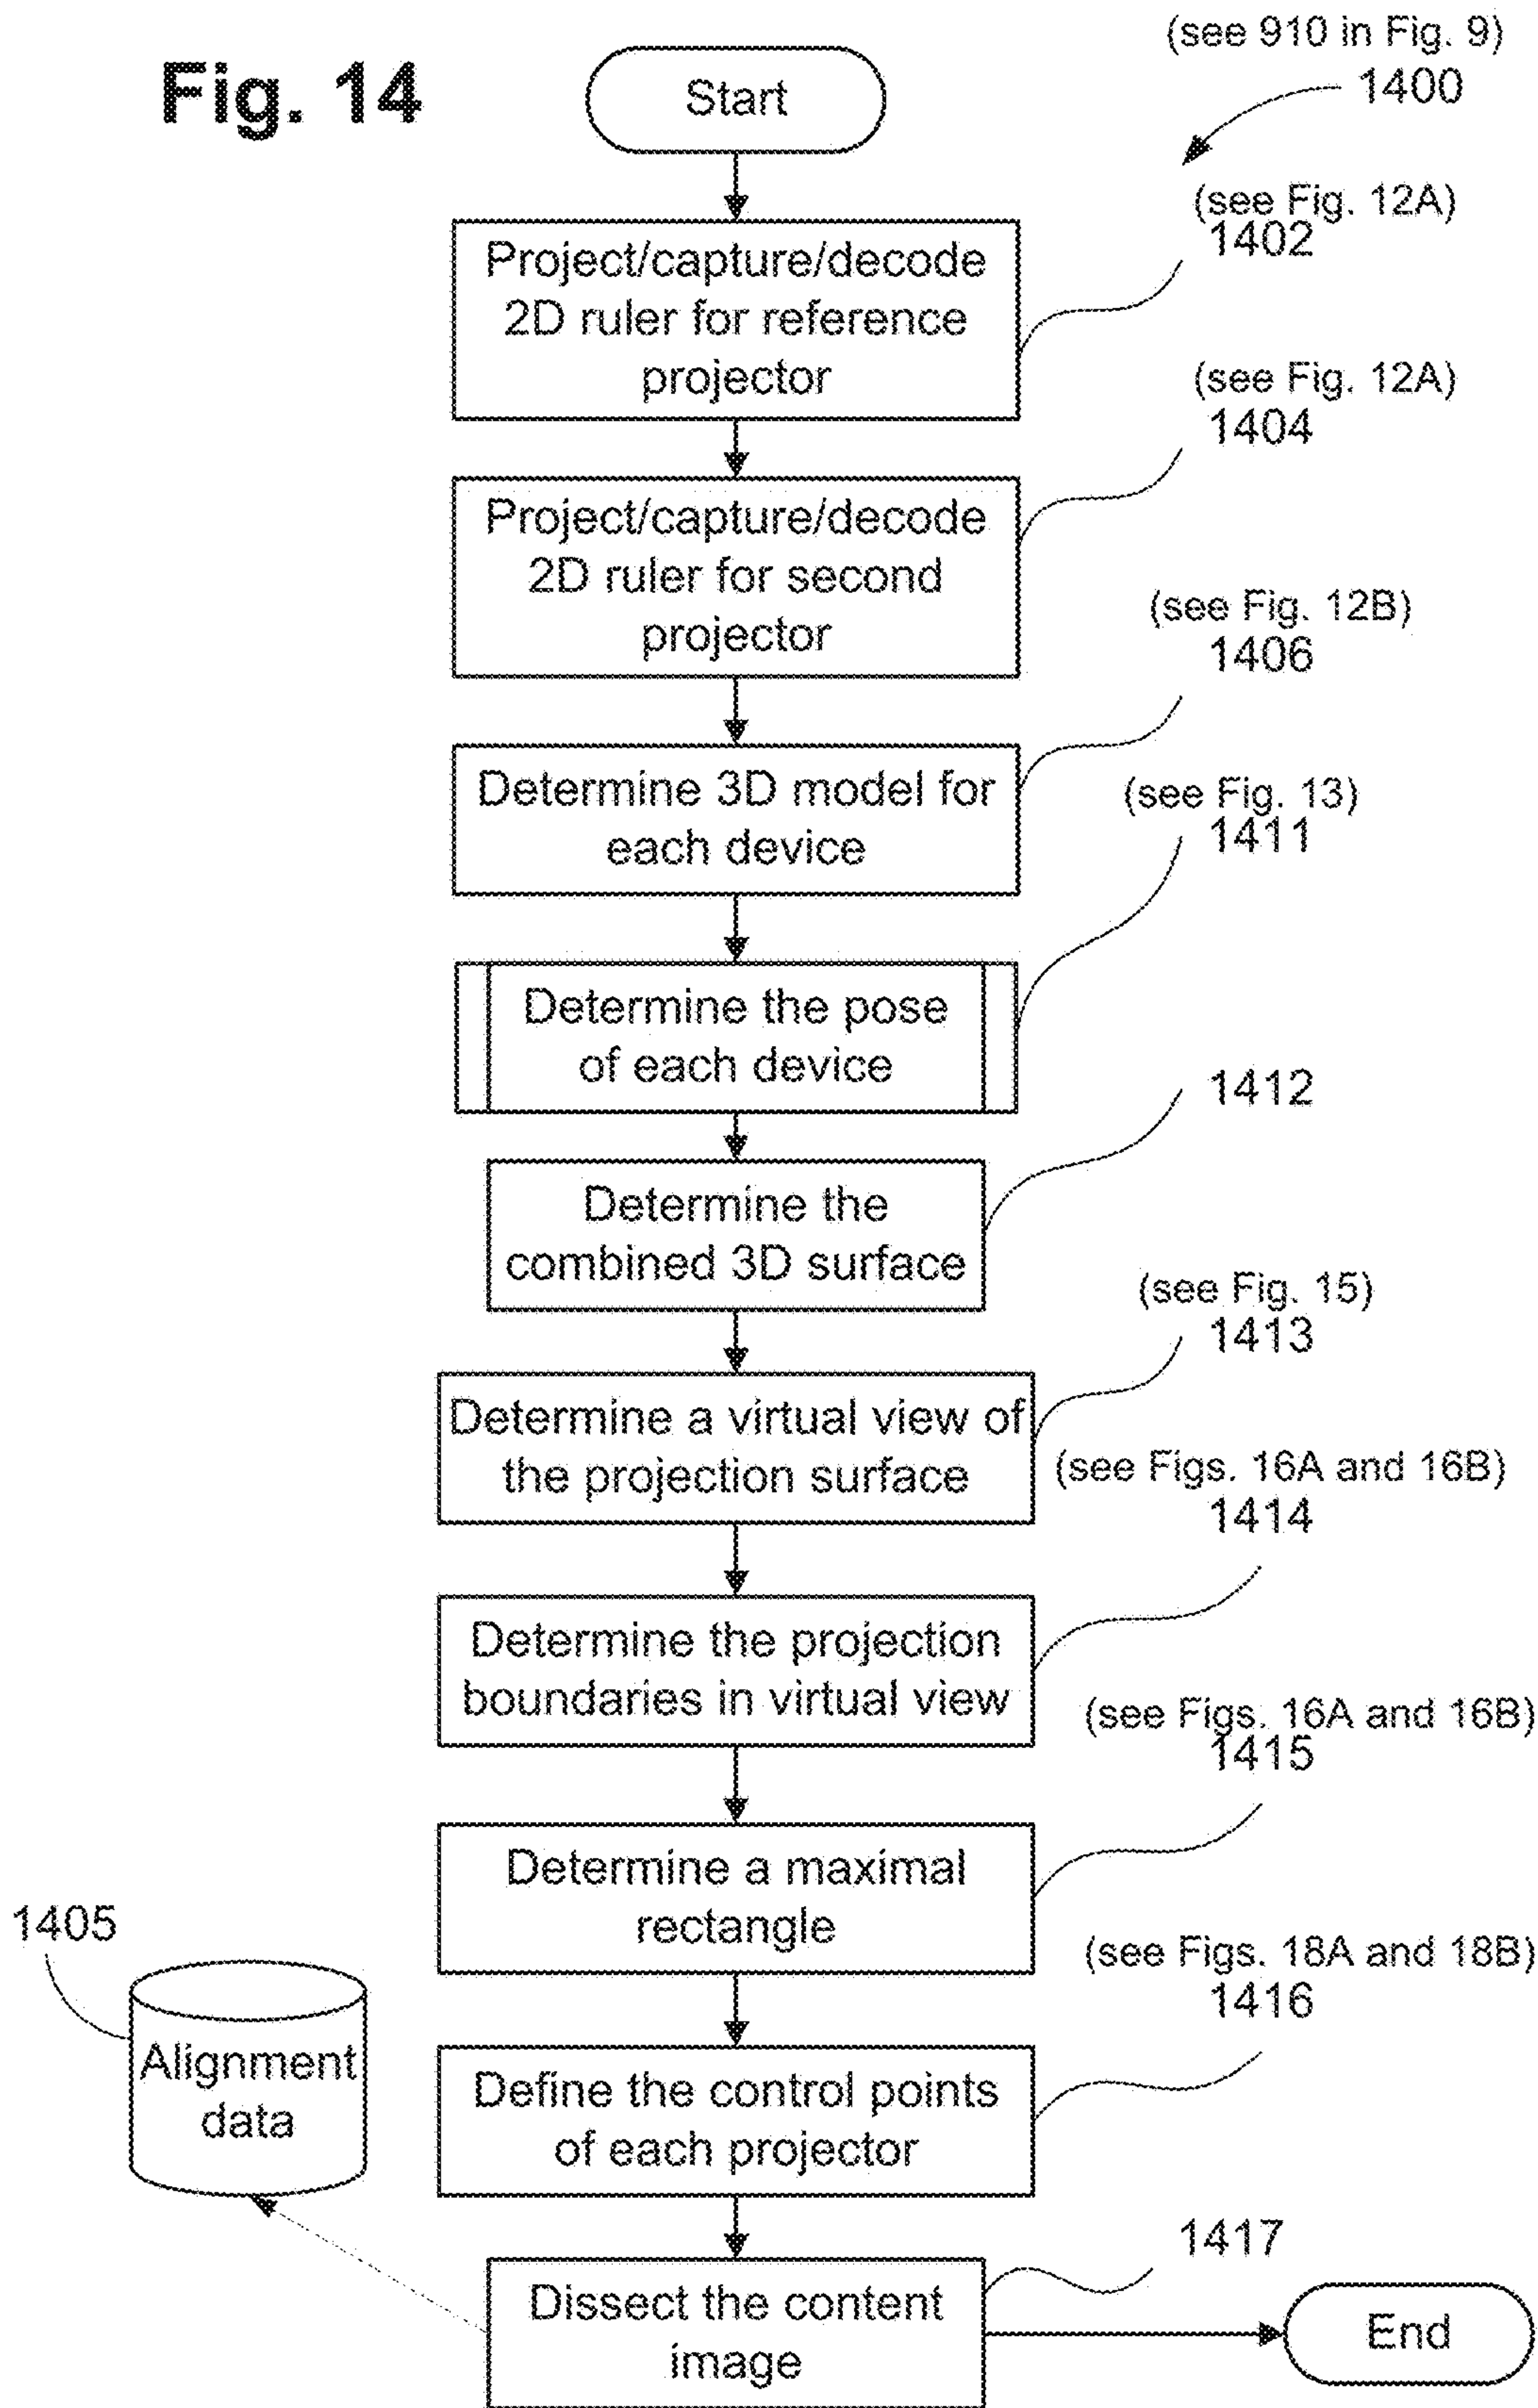 Fig. 14
(see 910 in Fig. 9)
1400
Start
(see Fig. 12A)
1402
Project/capture/decode
2D ruler for reference
projector
(see Fig. 12A)
1404
Project/capture/decode
2D ruler for second
projector
(see Fig. 12B)
1406
Determine 3D model for
each device
(see Fig. 13)
1411
Determine the pose
of each device
1412
Determine the
combined 3D surface
(see Fig. 15)
1413
Determine a virtual view of
the projection surface
(see Figs. 16A and 16B)
1414
Determine the projection
boundaries in virtual view
(see Figs. 16A and 16B)
1415
Determine a maximal
rectangle
1405
Alignment
data
(see Figs. 18A and 18B)
1416
Define the control points
of each projector
1417
Dissect the content
image
End